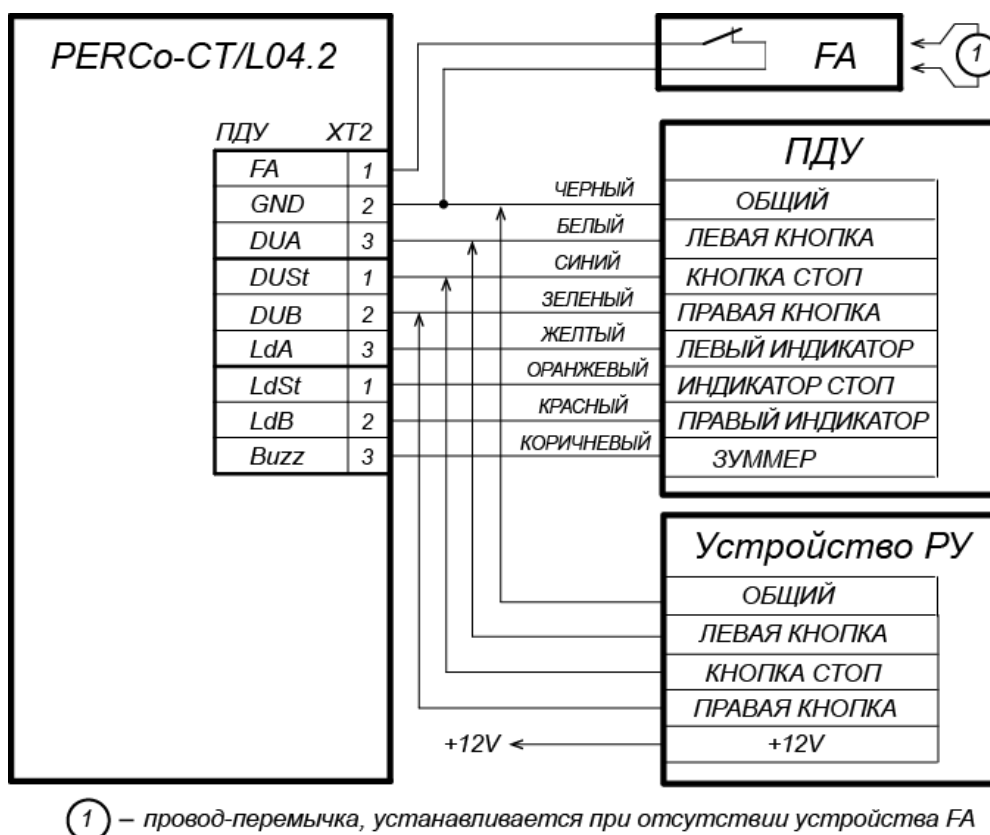 PERCo-CT/L04.2
FA
1
ПДУ XT2
FA 1
GND 2
DUA 3
DUSt 1
DUB 2
LdA 3
LdSt 1
LdB 2
Buzz 3
ЧЕРНЫЙ
БЕЛЫЙ
СИНИЙ
ЗЕЛЕНЫЙ
ЖЕЛТЫЙ
ОРАНЖЕВЫЙ
КРАСНЫЙ
КОРИЧНЕВЫЙ
ПДУ
ОБЩИЙ
ЛЕВАЯ КНОПКА
КНОПКА СТОП
ПРАВАЯ КНОПКА
ЛЕВЫЙ ИНДИКАТОР
ИНДИКАТОР СТОП
ПРАВЫЙ ИНДИКАТОР
ЗУММЕР
Устройство РУ
ОБЩИЙ
ЛЕВАЯ КНОПКА
КНОПКА СТОП
ПРАВАЯ КНОПКА
+12V
+12V
1 – провод-перемычка, устанавливается при отсутствии устройства FA